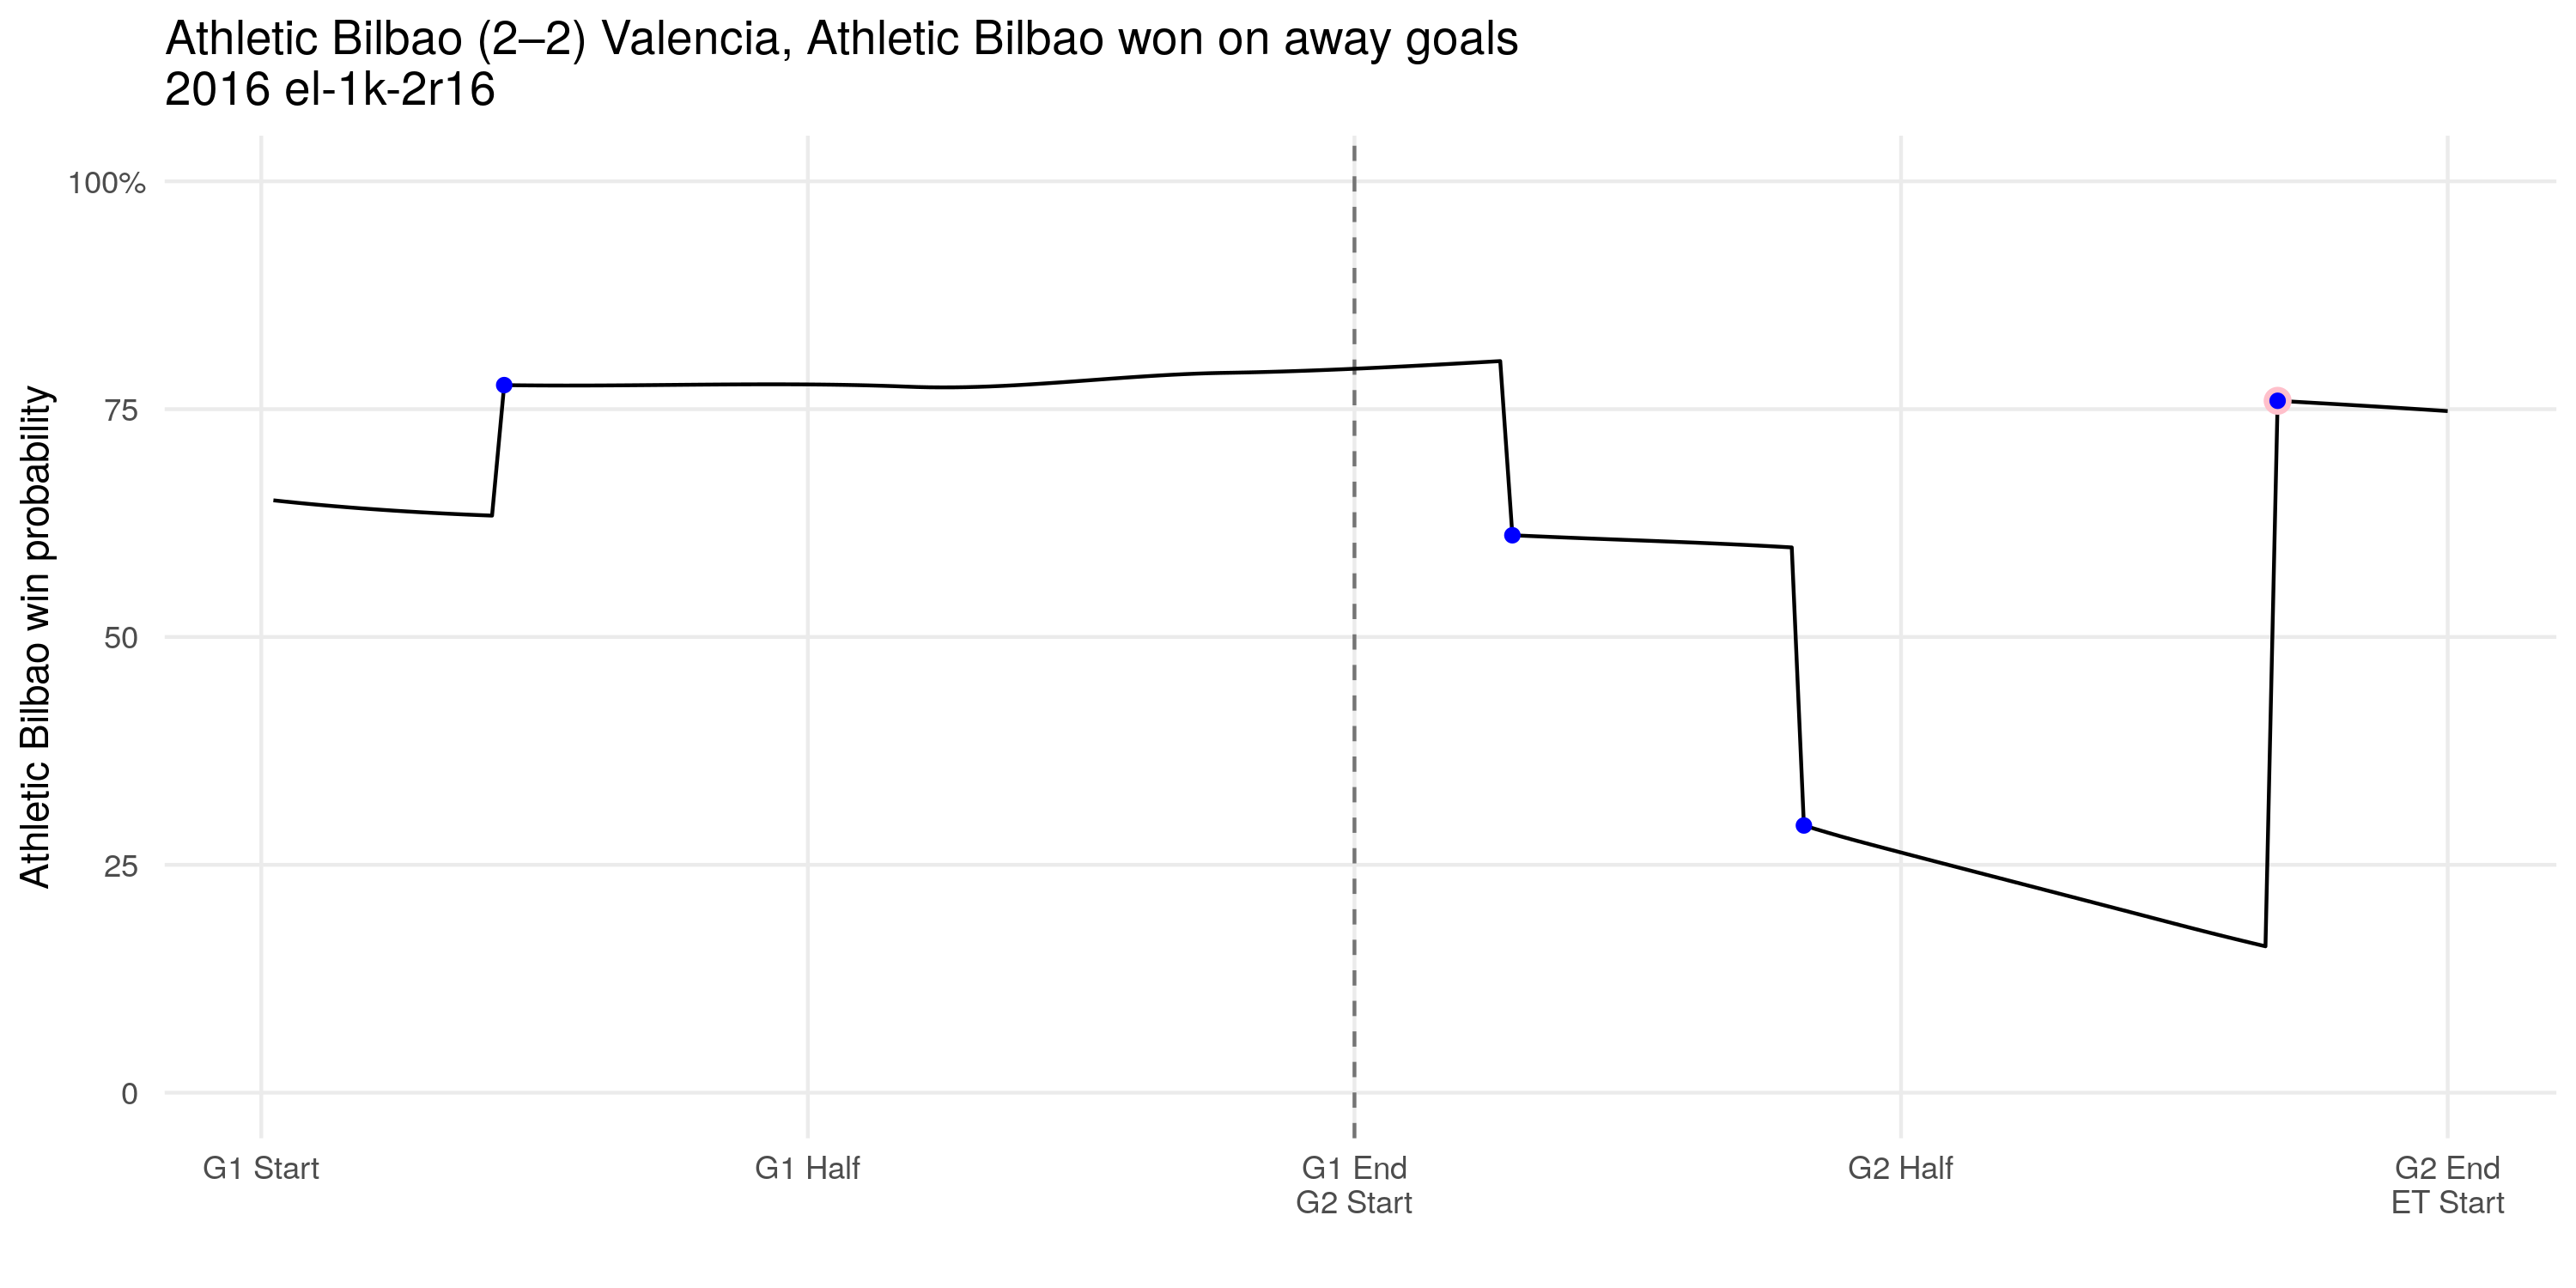 Athletic Bilbao (2–2) Valencia, Athletic Bilbao won on away goals
2016 el-1k-2r16
Athletic Bilbao win probability
100%
75
50
25
0
G1 Start
G1 Half
G1 End
G2 Start
G2 Half
G2 End
ET Start